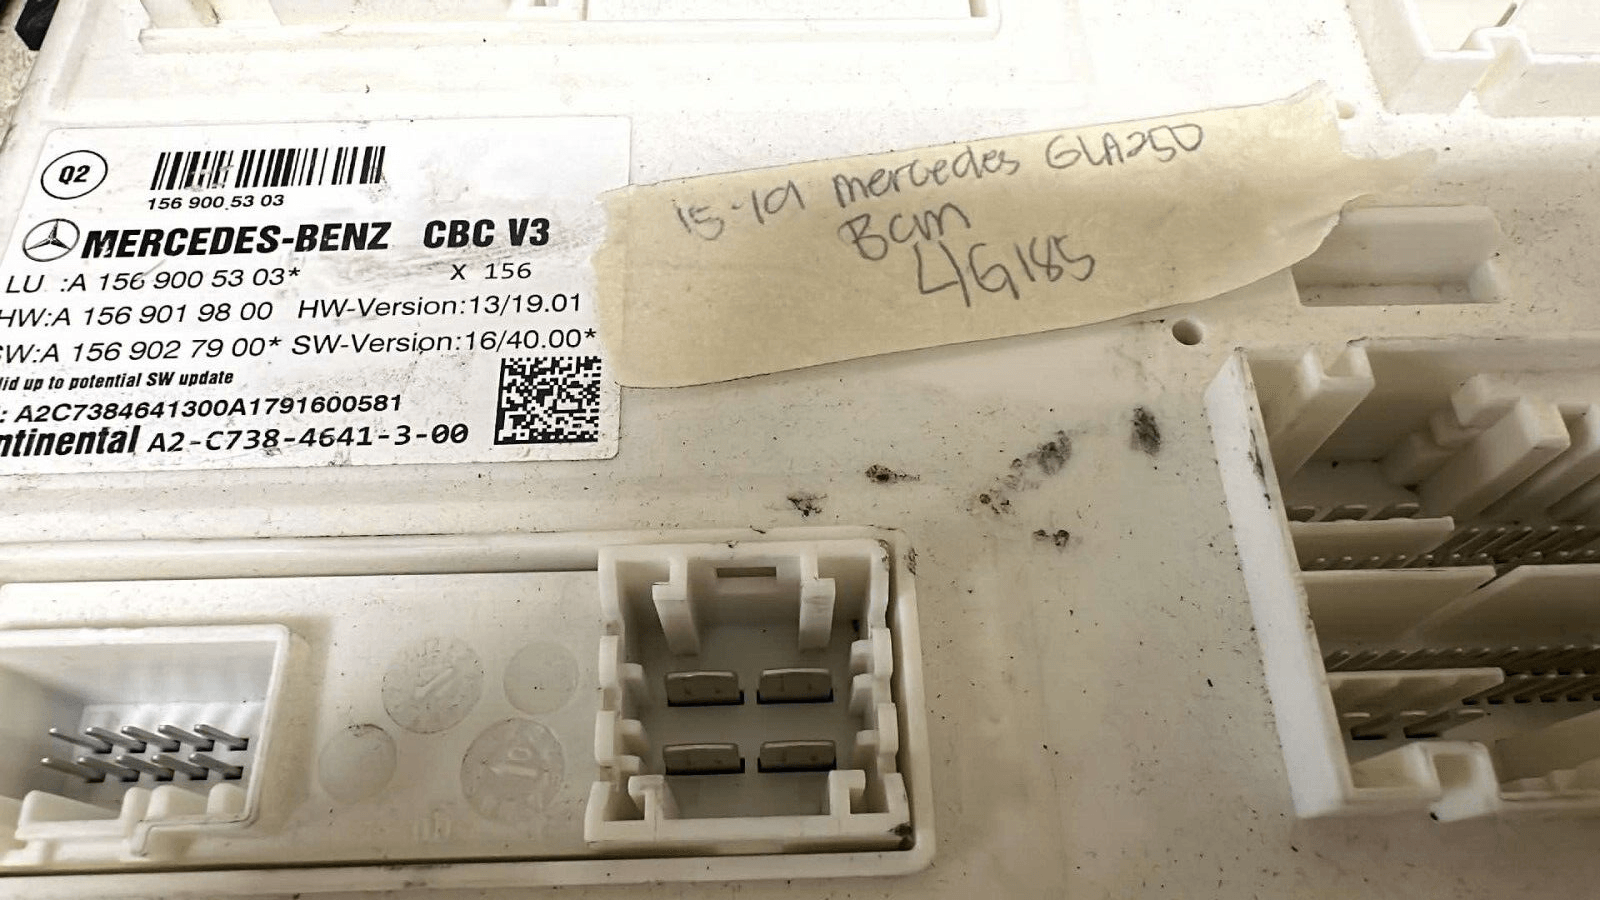 Q2
156 900 53 03
MERCEDES-BENZ CBC V3
LU :A 156 900 53 03* X 156
HW:A 156 901 98 00 HW-Version:13/19.01
SW:A 156 902 79 00* SW-Version:16/40.00*
lid up to potential SW update
: A2C7384641300A1791600581
ntinental A2-C738-4641-3-00
15-19 mercedes GLA250
Bcm
4G185